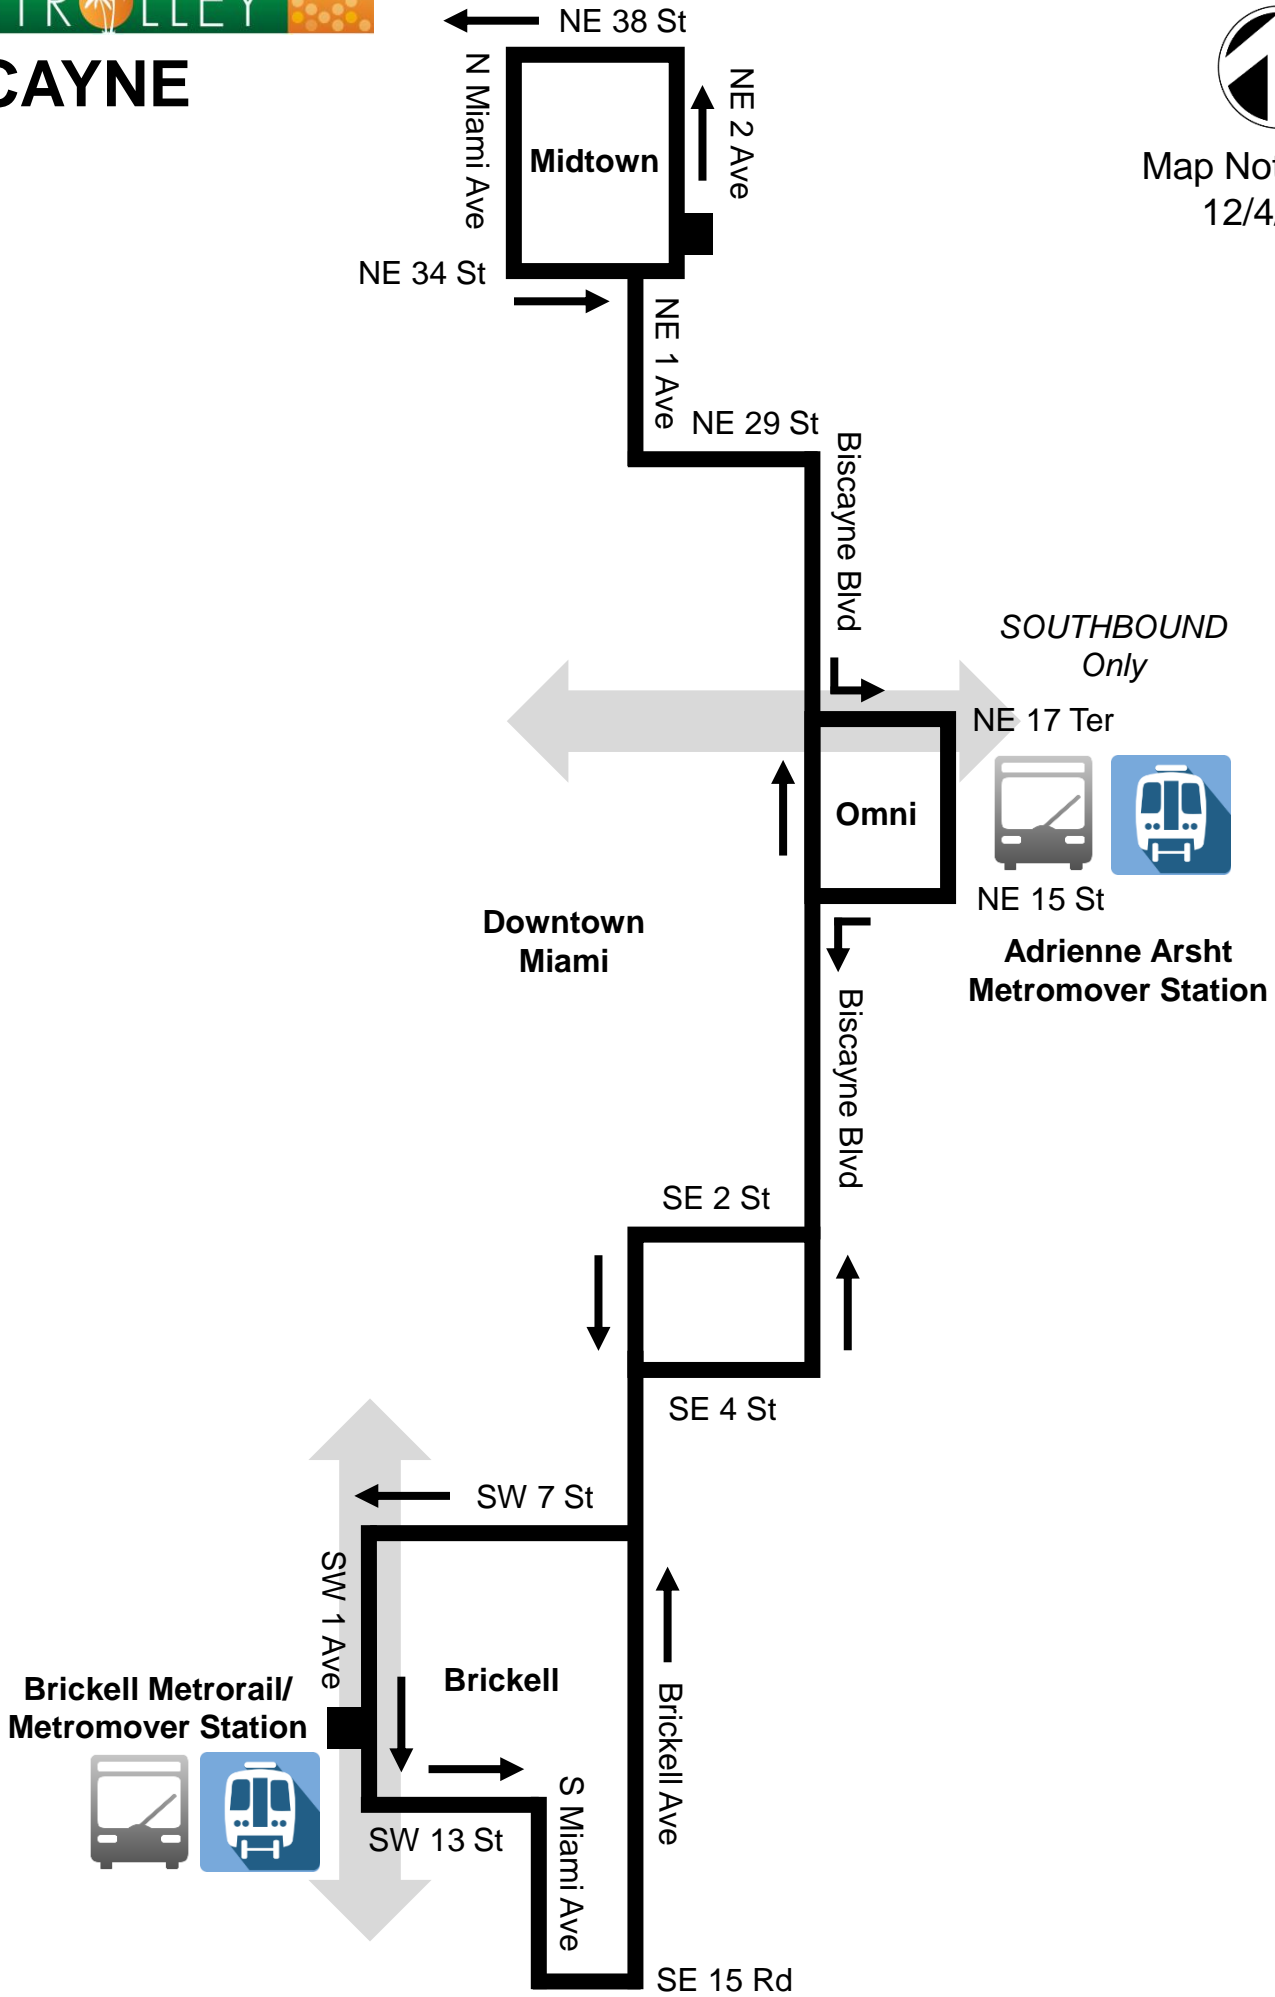 TROLLEY
CAYNE
NE 38 St
N Miami Ave
NE 2 Ave
Midtown
Map Not
12/4/
NE 34 St
NE 1 Ave
NE 29 St
Biscayne Blvd
SOUTHBOUND
Only
NE 17 Ter
Omni
NE 15 St
Downtown
Miami
Adrienne Arsht
Metromover Station
Biscayne Blvd
SE 2 St
SE 4 St
SW 7 St
SW 1 Ave
Brickell
Brickell Metrorail/
Metromover Station
Brickell Ave
S Miami Ave
SW 13 St
SE 15 Rd